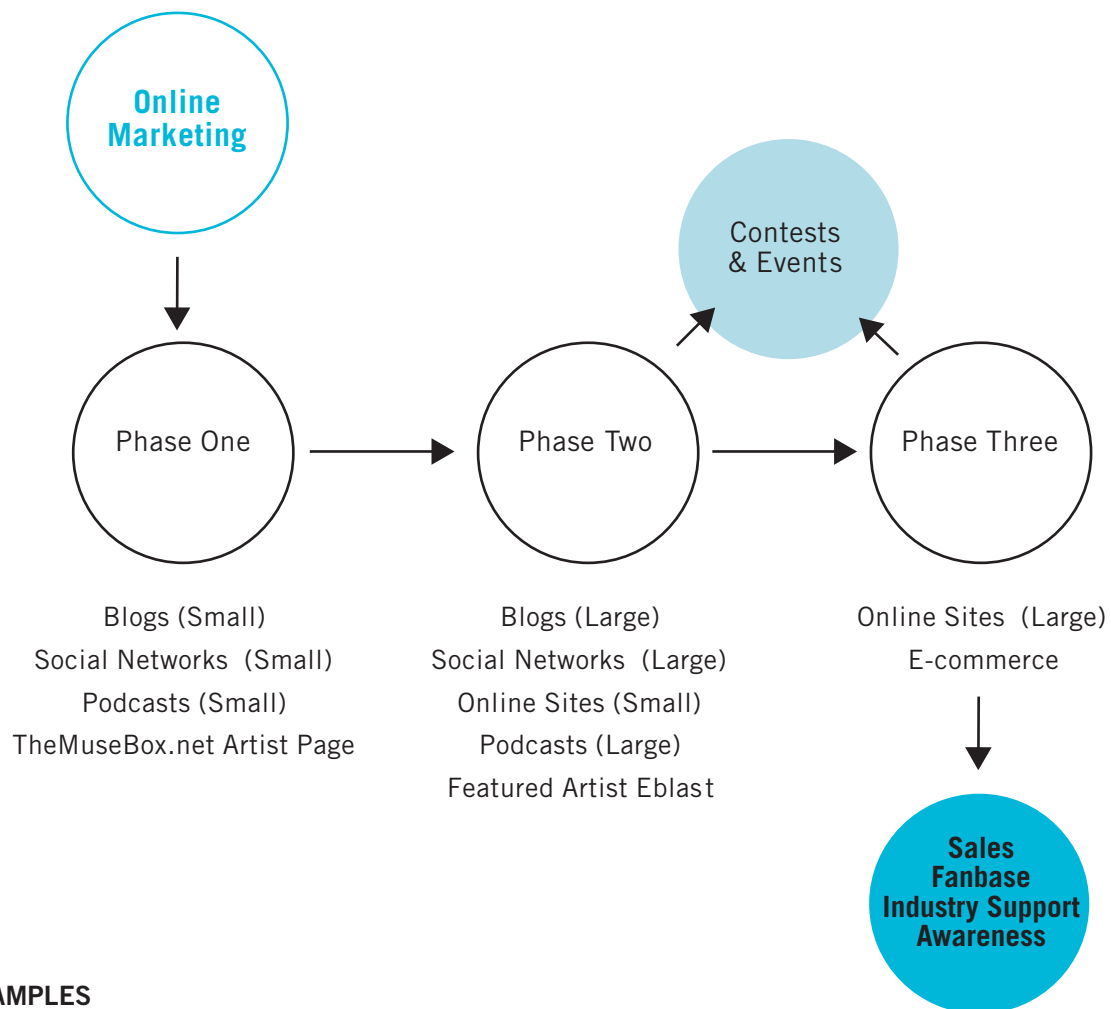 Online
Marketing
Contests
& Events
Phase One
Phase Two
Phase Three
Blogs (Small)
Social Networks (Small)
Podcasts (Small)
TheMuseBox.net Artist Page
Blogs (Large)
Social Networks (Large)
Online Sites (Small)
Podcasts (Large)
Featured Artist Eblast
Online Sites (Large)
E-commerce
Sales
Fanbase
Industry Support
Awareness
AMPLES